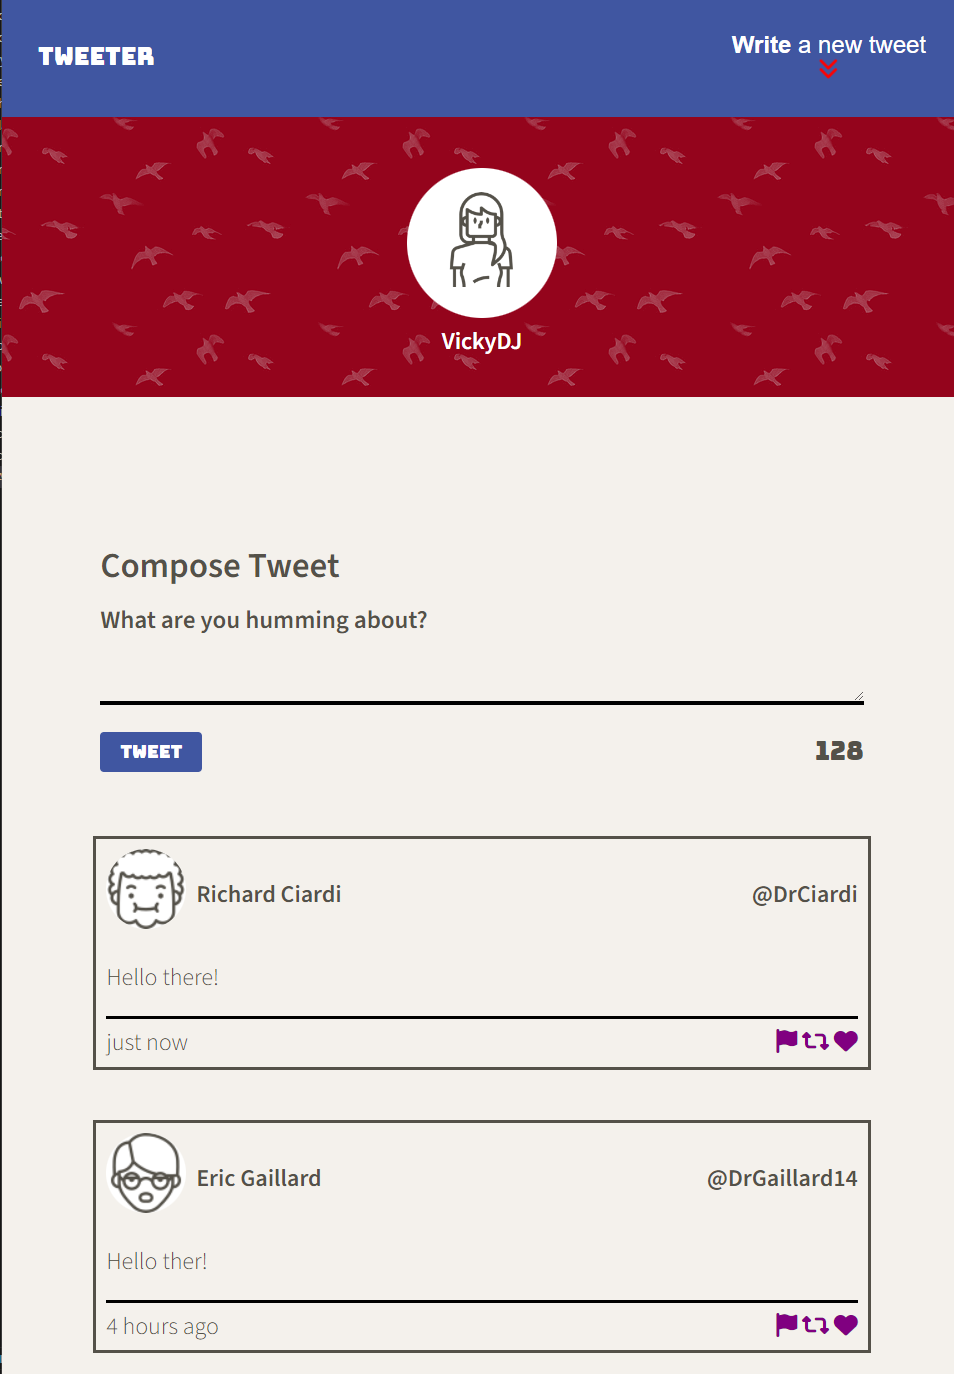 TWEETER
Write a new tweet
VickyDJ
Compose Tweet
What are you humming about?
TWEET
128
Richard Ciardi
@DrCiardi
Hello there!
just now
Eric Gaillard
@DrGaillard14
Hello ther!
4 hours ago